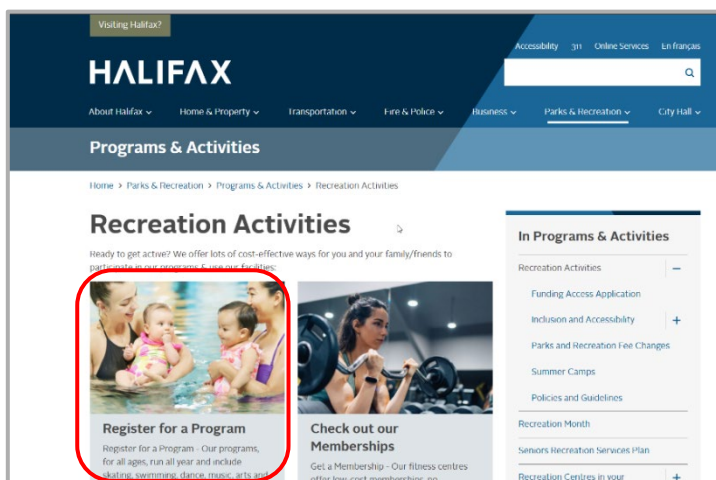 Visiting Halifax?
Accessibility 311 Online Services En français
HALIFAX
About Halifax Home & Property Transportation Fire & Police Business Parks & Recreation City Hall
Programs & Activities
Home > Parks & Recreation > Programs & Activities > Recreation Activities
Recreation Activities
Ready to get active? We offer lots of cost-effective ways for you and your family/friends to
participate in our programs & use our facilities:
Register for a Program
Register for a Program - Our programs,
for all ages, run all year and include
skating, swimming, dance, music, arts and
Check out our
Memberships
Get a Membership - Our fitness centres
offer low-cost memberships, no
In Programs & Activities
Recreation Activities −
Funding Access Application
Inclusion and Accessibility +
Parks and Recreation Fee Changes
Summer Camps
Policies and Guidelines
Recreation Month
Seniors Recreation Services Plan
Recreation Centres in your +